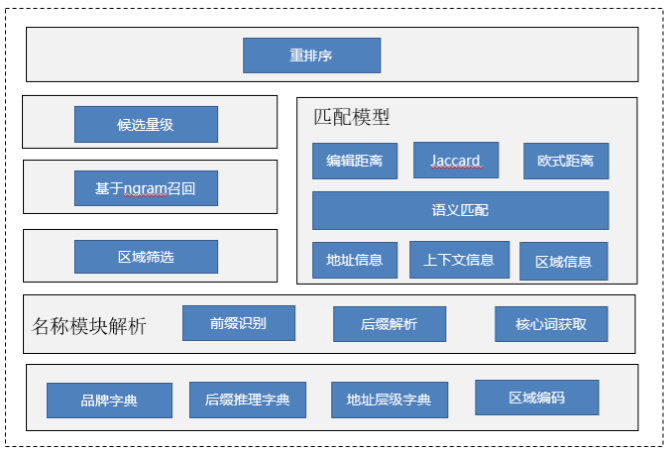 重排序
候选量级
基于ngram召回
区域筛选
匹配模型
编辑距离 Jaccard 欧式距离
语义匹配
地址信息 上下文信息 区域信息
名称模块解析 前缀识别 后缀解析 核心词获取
品牌字典 后缀推理字典 地址层级字典 区域编码